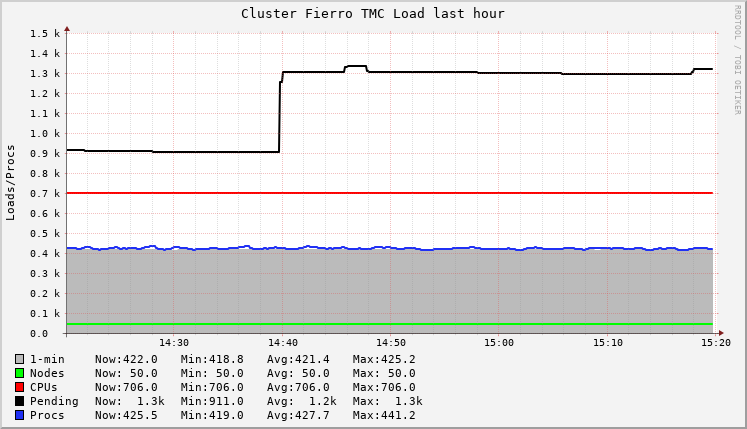 Cluster Fierro TMC Load last hour
RRDTOOL / TOBI OETIKER
Loads/Procs
1.5 k
1.4 k
1.3 k
1.2 k
1.1 k
1.0 k
0.9 k
0.8 k
0.7 k
0.6 k
0.5 k
0.4 k
0.3 k
0.2 k
0.1 k
0.0
14:30 14:40 14:50 15:00 15:10 15:20
1-min Now:422.0 Min:418.8 Avg:421.4 Max:425.2
Nodes Now: 50.0 Min: 50.0 Avg: 50.0 Max: 50.0
CPUs Now:706.0 Min:706.0 Avg:706.0 Max:706.0
Pending Now: 1.3k Min:911.0 Avg: 1.2k Max: 1.3k
Procs Now:425.5 Min:419.0 Avg:427.7 Max:441.2